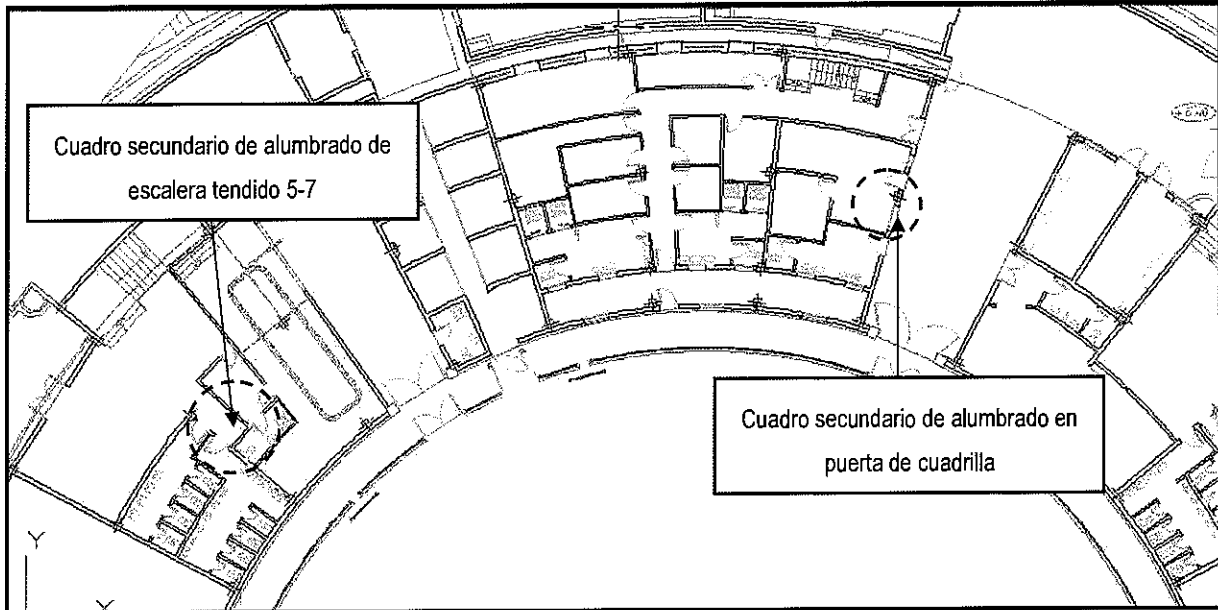 Cuadro secundario de alumbrado de
escalera tendido 5-7
Cuadro secundario de alumbrado en
puerta de cuadrilla
Y